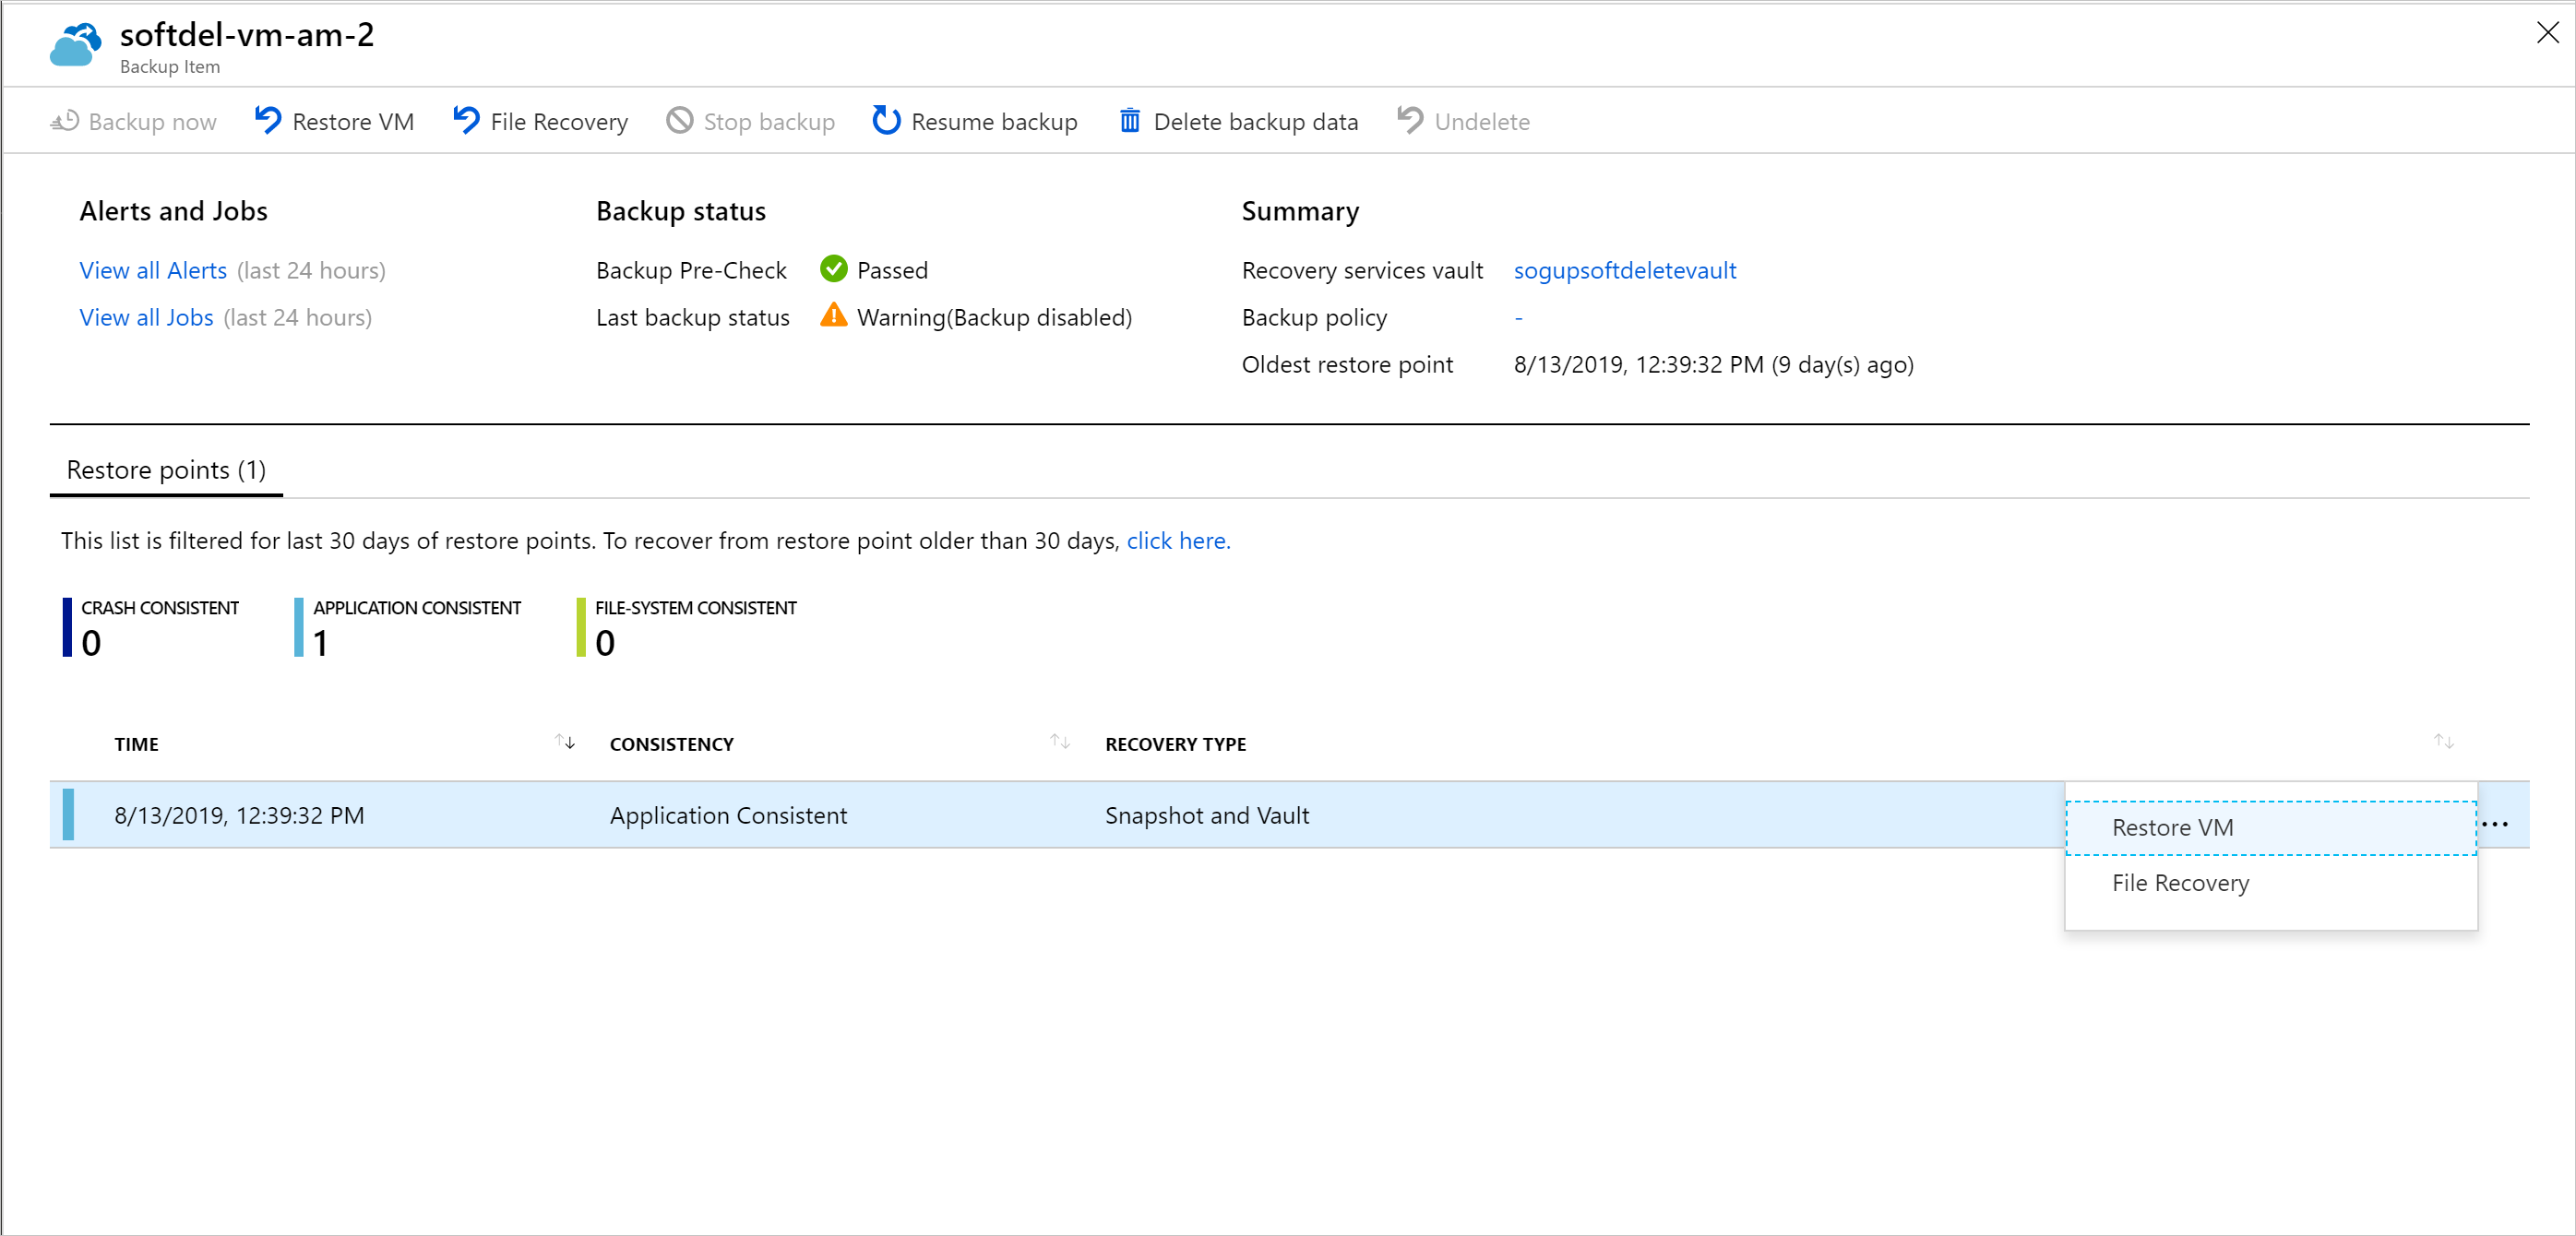 softdel-vm-am-2
Backup Item
Backup now Restore VM File Recovery Stop backup Resume backup Delete backup data Undelete
Alerts and Jobs Backup status Summary
View all Alerts (last 24 hours) Backup Pre-Check Passed Recovery services vault sogupsoftdeletevault
View all Jobs (last 24 hours) Last backup status Warning(Backup disabled) Backup policy -
Oldest restore point 8/13/2019, 12:39:32 PM (9 day(s) ago)
Restore points (1)
This list is filtered for last 30 days of restore points. To recover from restore point older than 30 days, click here.
CRASH CONSISTENT APPLICATION CONSISTENT FILE-SYSTEM CONSISTENT
0 1 0
TIME CONSISTENCY RECOVERY TYPE
8/13/2019, 12:39:32 PM Application Consistent Snapshot and Vault
Restore VM ...
File Recovery